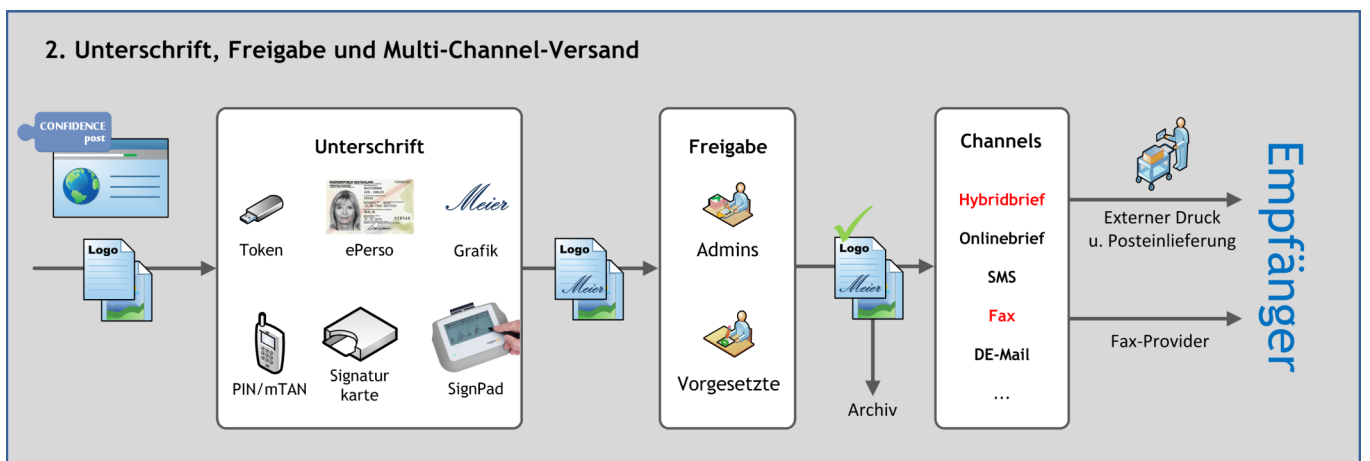 2. Unterschrift, Freigabe und Multi-Channel-Versand
CONFIDENCE
post
Logo
Unterschrift
Token
ePerso
Meier
Grafik
PIN/mTAN
Signatur
karte
SignPad
Logo
Meier
Freigabe
Admins
Vorgesetzte
Logo
Meier
Archiv
Channels
Hybridbrief
Onlinebrief
SMS
Fax
DE-Mail
...
Externer Druck
u. Posteinlieferung
Fax-Provider
Empfänger